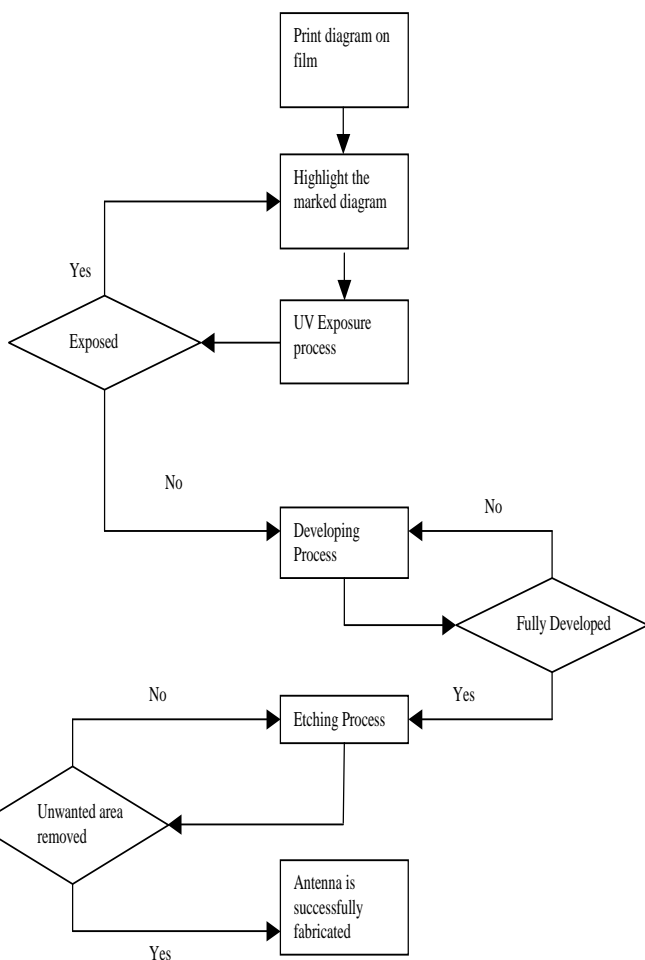 Print diagram on
film
Highlight the
marked diagram
Yes
UV Exposure
process
Exposed
No
Developing
Process
No
Fully Developed
Yes
Etching Process
No
Unwanted area
removed
Antenna is
successfully
fabricated
Yes